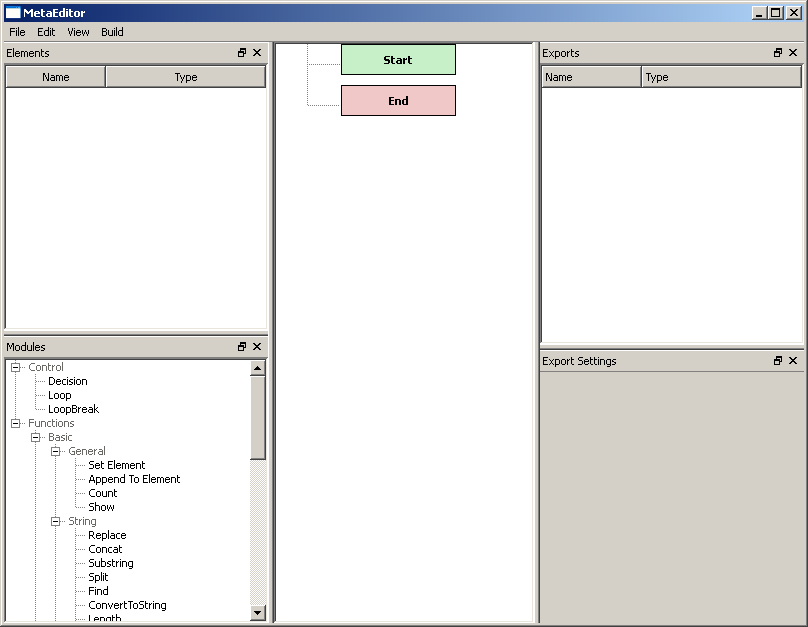 MetaEditor
File Edit View Build
Elements
Name Type
Modules
Control
Decision
Loop
LoopBreak
Functions
Basic
General
Set Element
Append To Element
Count
Show
String
Replace
Concat
Substring
Split
Find
ConvertToString
Length
Start
End
Exports
Name Type
Export Settings